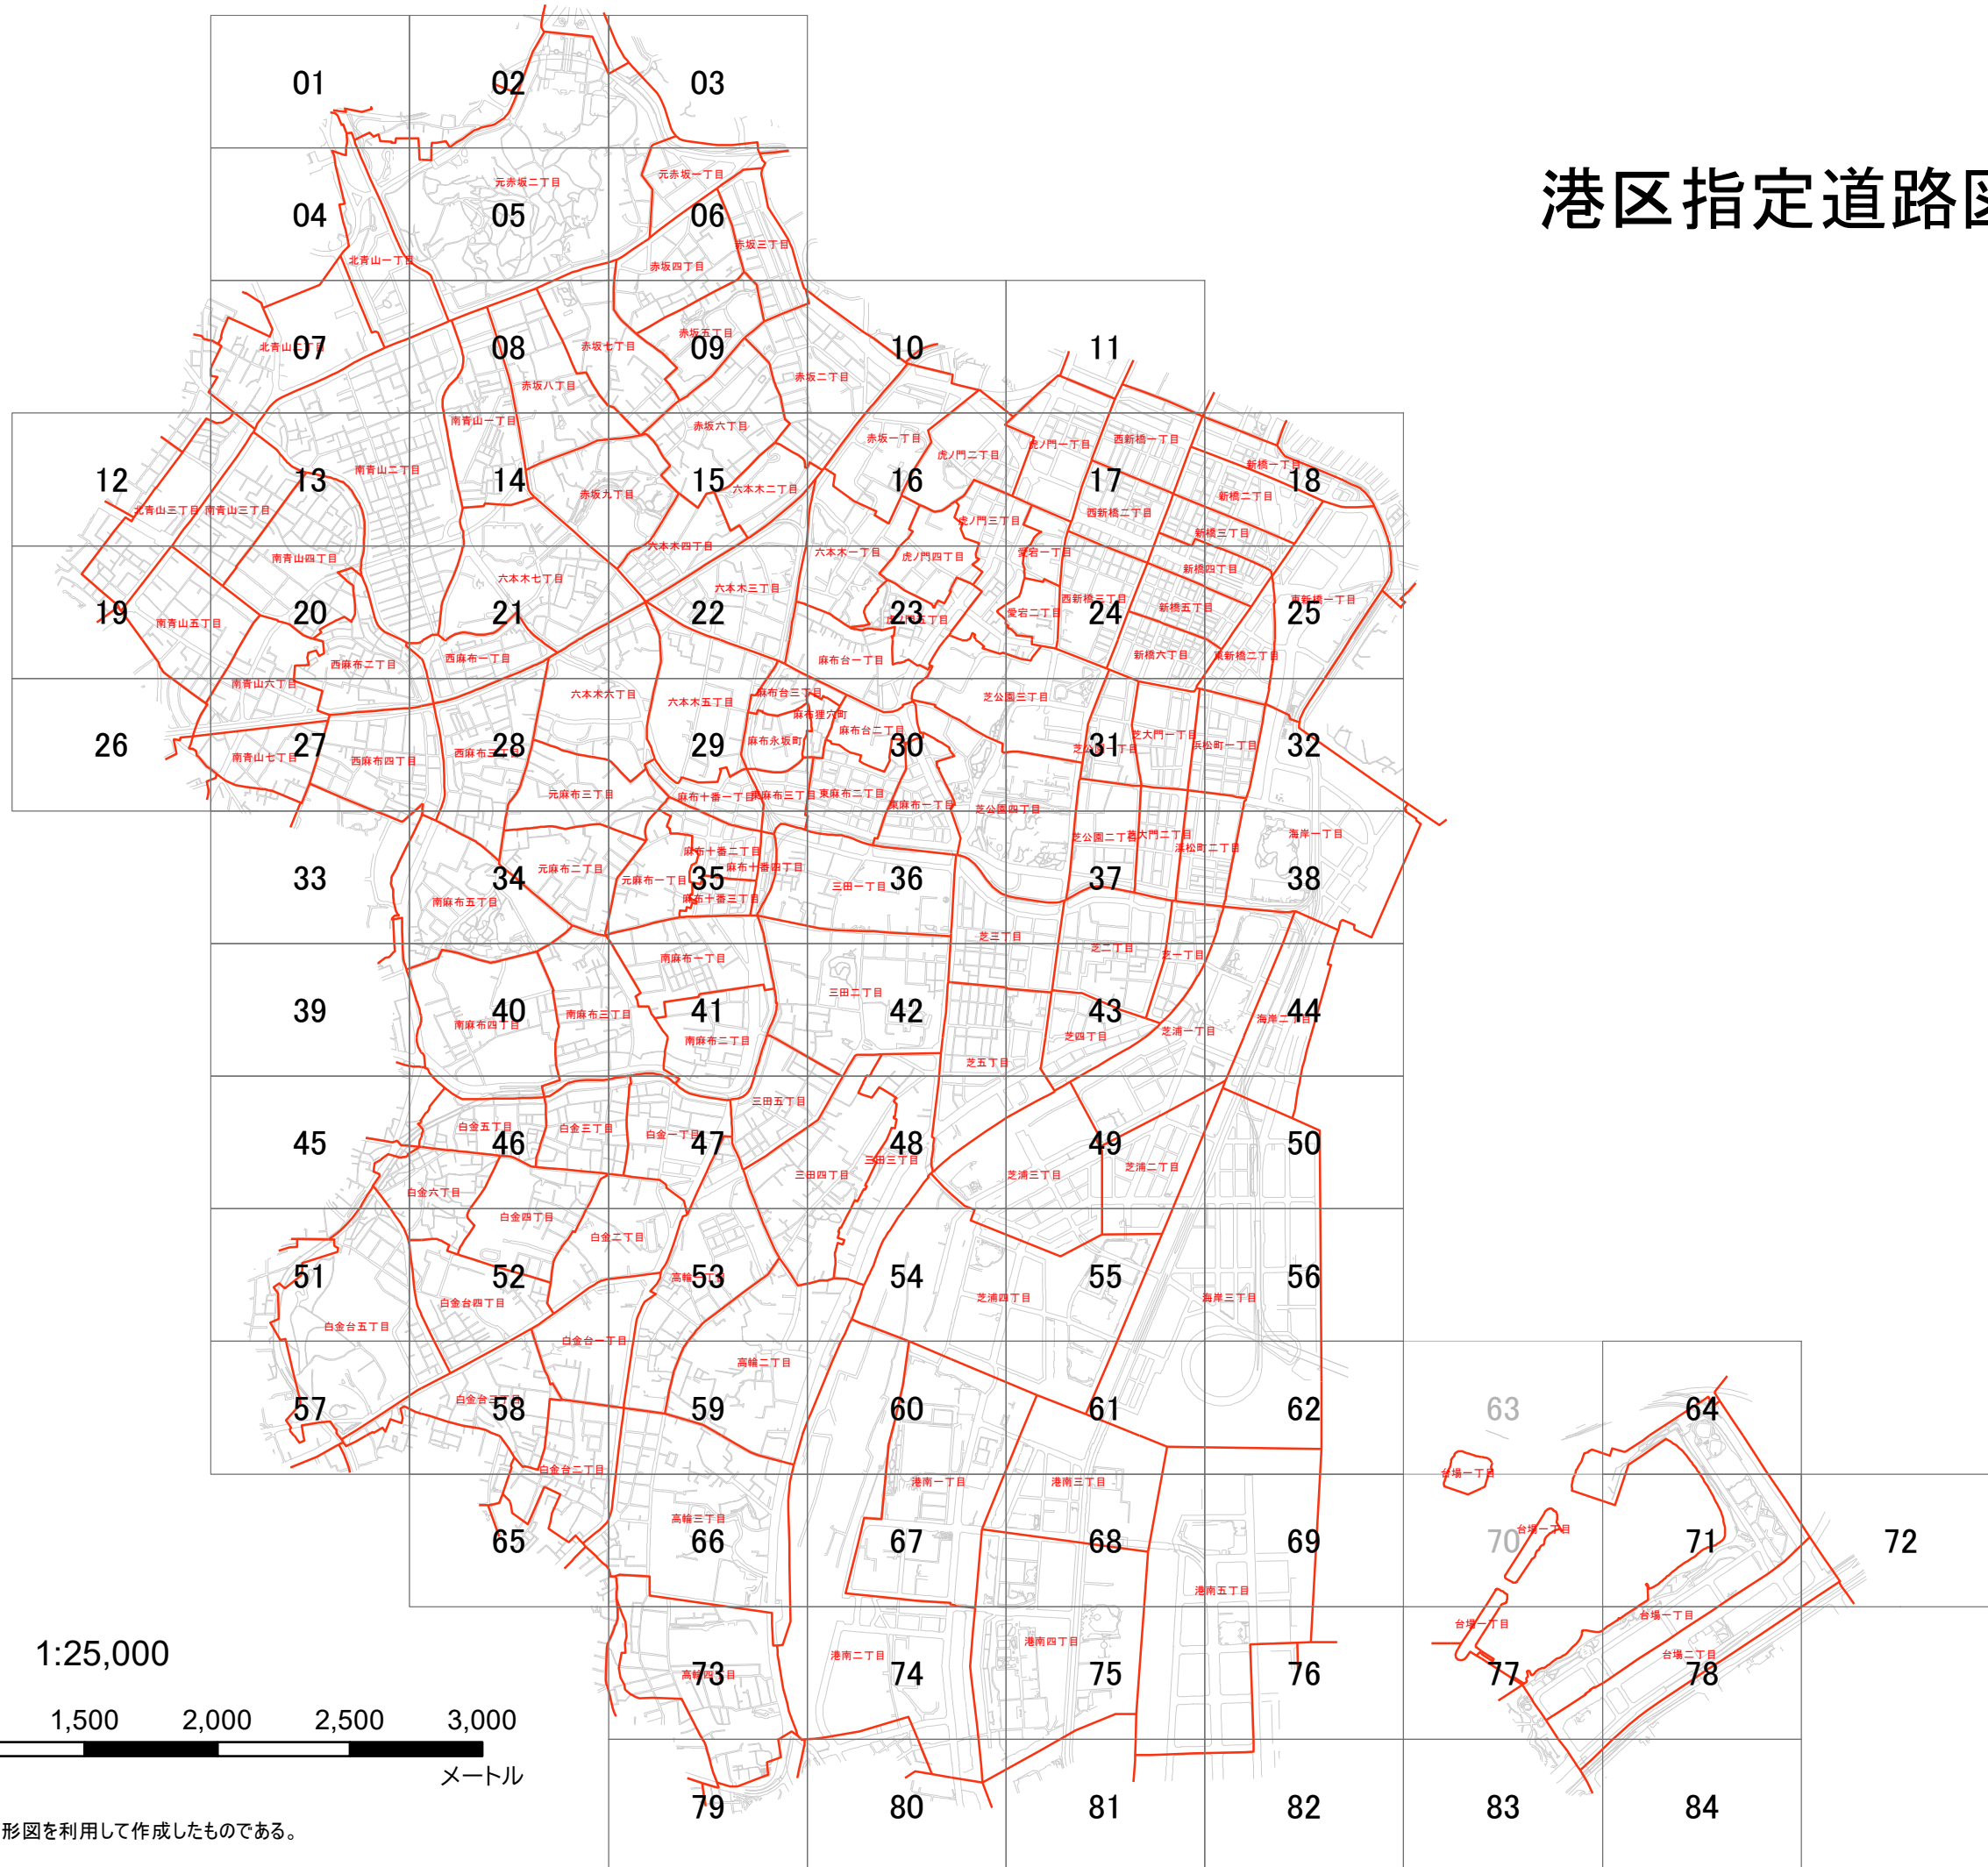 港区指定道路図
01
02
03
元赤坂二丁目
元赤坂一丁目
04
05
06
赤坂三丁目
北青山一丁目
赤坂四丁目
北青山二丁目
07
08
赤坂七丁目
赤坂五丁目
09
10
11
赤坂八丁目
赤坂二丁目
南青山一丁目
赤坂六丁目
赤坂一丁目
虎ノ門一丁目
西新橋一丁目
虎ノ門二丁目
新橋一丁目
12
13
南青山二丁目
14
赤坂九丁目
15
六本木二丁目
16
17
18
新橋二丁目
北青山三丁目
南青山三丁目
虎ノ門三丁目
西新橋二丁目
新橋三丁目
南青山四丁目
六本木四丁目
六本木一丁目
虎ノ門四丁目
愛宕一丁目
新橋四丁目
六本木七丁目
六本木三丁目
西新橋三丁目
東新橋一丁目
19
20
21
22
23
虎ノ門五丁目
愛宕二丁目
24
新橋五丁目
25
南青山五丁目
西麻布二丁目
西麻布一丁目
麻布台一丁目
新橋六丁目
東新橋二丁目
南青山六丁目
六本木六丁目
六本木五丁目
麻布台三丁目
芝公園三丁目
麻布狸穴町
麻布台二丁目
26
27
南青山七丁目
西麻布四丁目
28
西麻布三丁目
29
麻布永坂町
30
31
芝公園一丁目
芝大門一丁目
浜松町一丁目
32
元麻布三丁目
麻布十番一丁目
東麻布三丁目
東麻布二丁目
東麻布一丁目
芝公園四丁目
芝公園二丁目
芝大門二丁目
浜松町二丁目
海岸一丁目
33
34
元麻布二丁目
元麻布一丁目
麻布十番二丁目
麻布十番四丁目
35
麻布十番三丁目
三田一丁目
36
37
38
南麻布五丁目
芝三丁目
芝二丁目
芝一丁目
南麻布一丁目
三田二丁目
39
40
南麻布四丁目
南麻布三丁目
41
南麻布二丁目
42
43
芝四丁目
芝浦一丁目
海岸二丁目
44
芝五丁目
三田五丁目
45
白金五丁目
46
白金三丁目
白金一丁目
47
48
三田三丁目
三田四丁目
49
芝浦三丁目
芝浦二丁目
50
白金六丁目
白金四丁目
白金二丁目
51
52
高輪一丁目
53
54
55
56
白金台四丁目
芝浦四丁目
海岸三丁目
白金台五丁目
白金台一丁目
高輪二丁目
57
白金台三丁目
58
59
60
61
62
63
64
白金台二丁目
港南一丁目
港南三丁目
台場一丁目
高輪三丁目
台場一丁目
65
66
67
68
69
70
71
72
港南五丁目
台場一丁目
台場一丁目
港南二丁目
港南四丁目
台場二丁目
高輪四丁目
73
74
75
76
77
78
79
80
81
82
83
84
1:25,000
1,500 2,000 2,500 3,000
メートル
形図を利用して作成したものである。